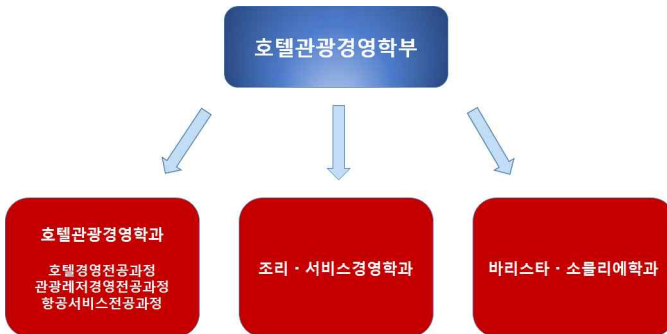 호텔관광경영학부
호텔관광경영학과
호텔경영전공과정
관광레저경영전공과정
항공서비스전공과정
조리 · 서비스경영학과
바리스타 · 소믈리에학과